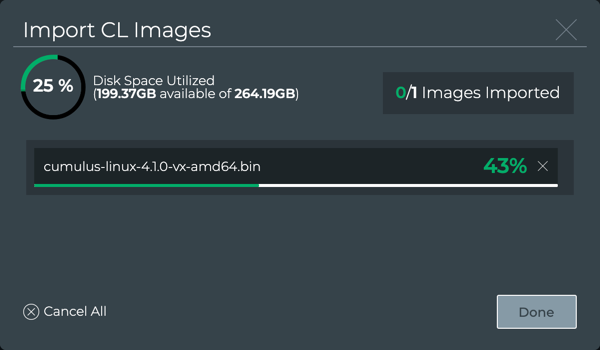 Import CL Images
25 %
Disk Space Utilized
(199.37GB available of 264.19GB)
0/1 Images Imported
cumulus-linux-4.1.0-vx-amd64.bin
43%
Cancel All
Done